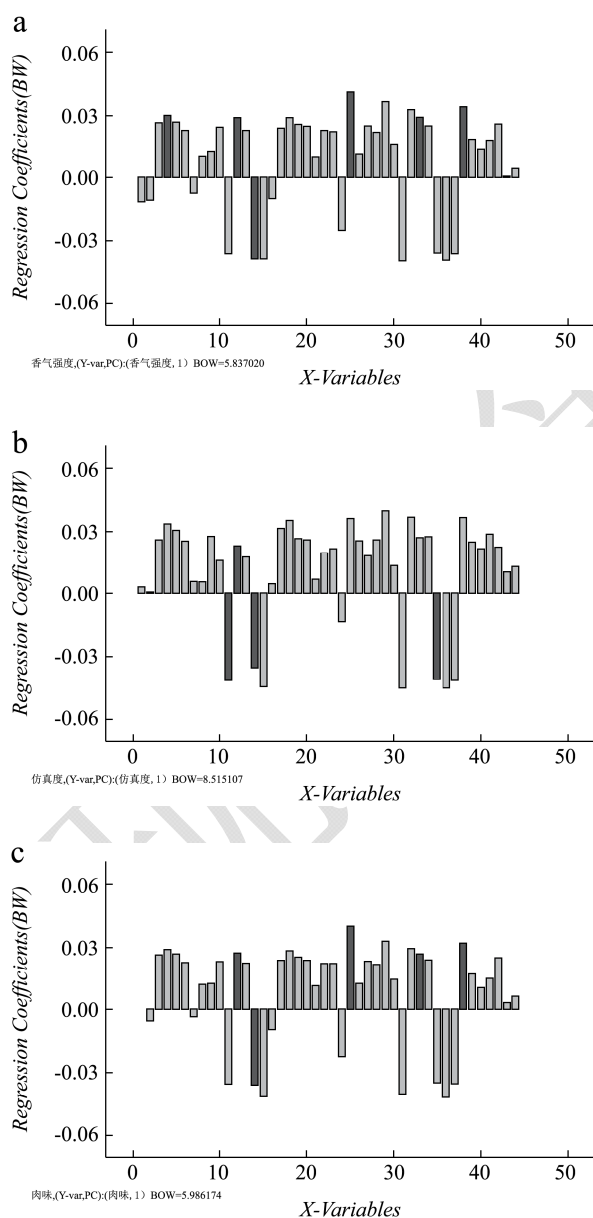 a
Regression Coefficients(BW)
0.06
0.03
0.00
-0.03
-0.06
0 10 20 30 40 50
香气强度,(Y-var,PC):(香气强度, 1）BOW=5.837020
X-Variables
b
Regression Coefficients(BW)
0.06
0.03
0.00
-0.03
-0.06
0 10 20 30 40 50
仿真度,(Y-var,PC):(仿真度, 1）BOW=8.515107
X-Variables
c
Regression Coefficients(BW)
0.06
0.03
0.00
-0.03
-0.06
0 10 20 30 40 50
肉味,(Y-var,PC):(肉味, 1）BOW=5.986174
X-Variables